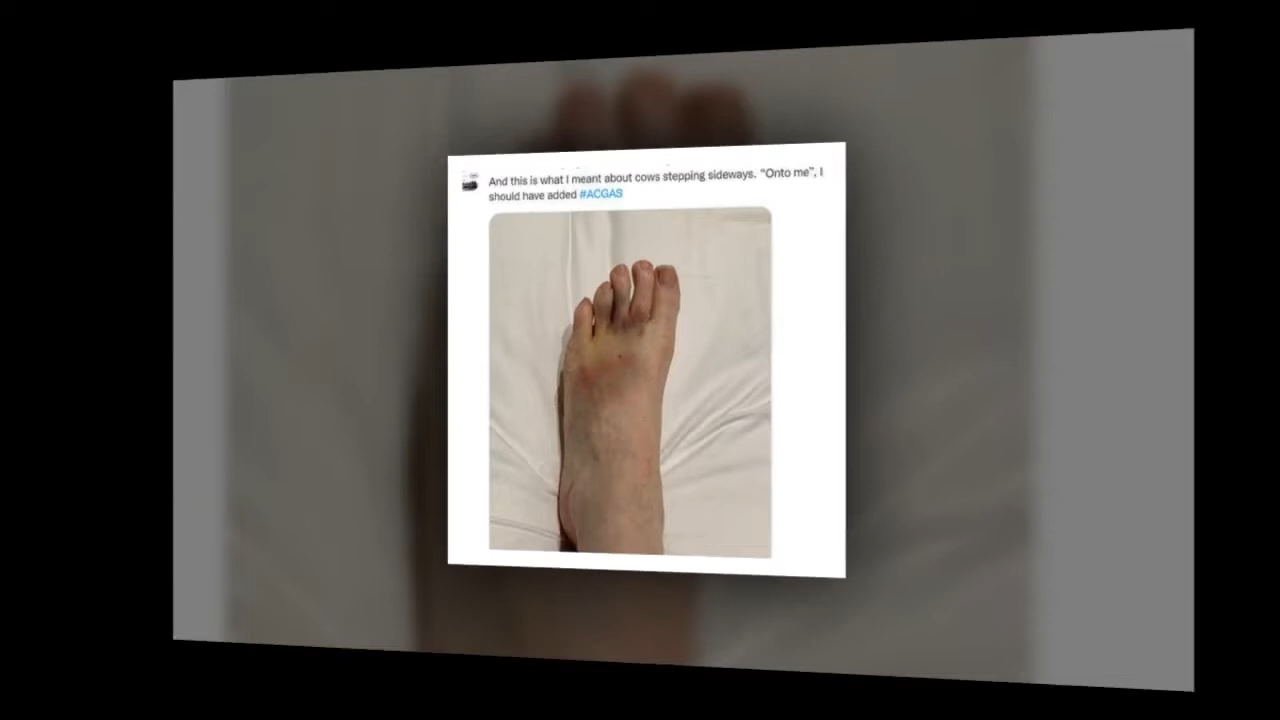 And this is what I meant about cows stepping sideways. “Onto me”, I
should have added #ACGAS